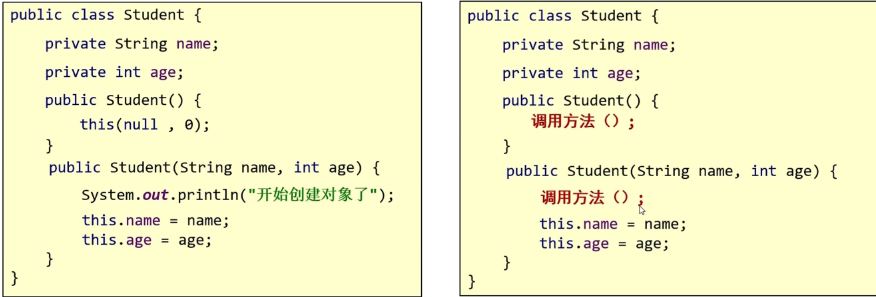 public class Student {
private String name;
private int age;
public Student() {
this(null , 0);
}
public Student(String name, int age) {
System.out.println("开始创建对象了");
this.name = name;
this.age = age;
}
}
public class Student {
private String name;
private int age;
public Student() {
调用方法（）;
}
public Student(String name, int age) {
调用方法（）;
this.name = name;
this.age = age;
}
}